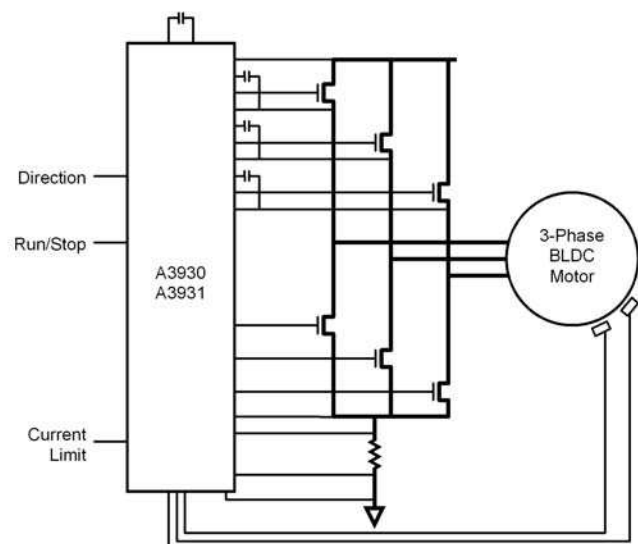 Direction
Run/Stop
A3930
A3931
3-Phase
BLDC
Motor
Current
Limit